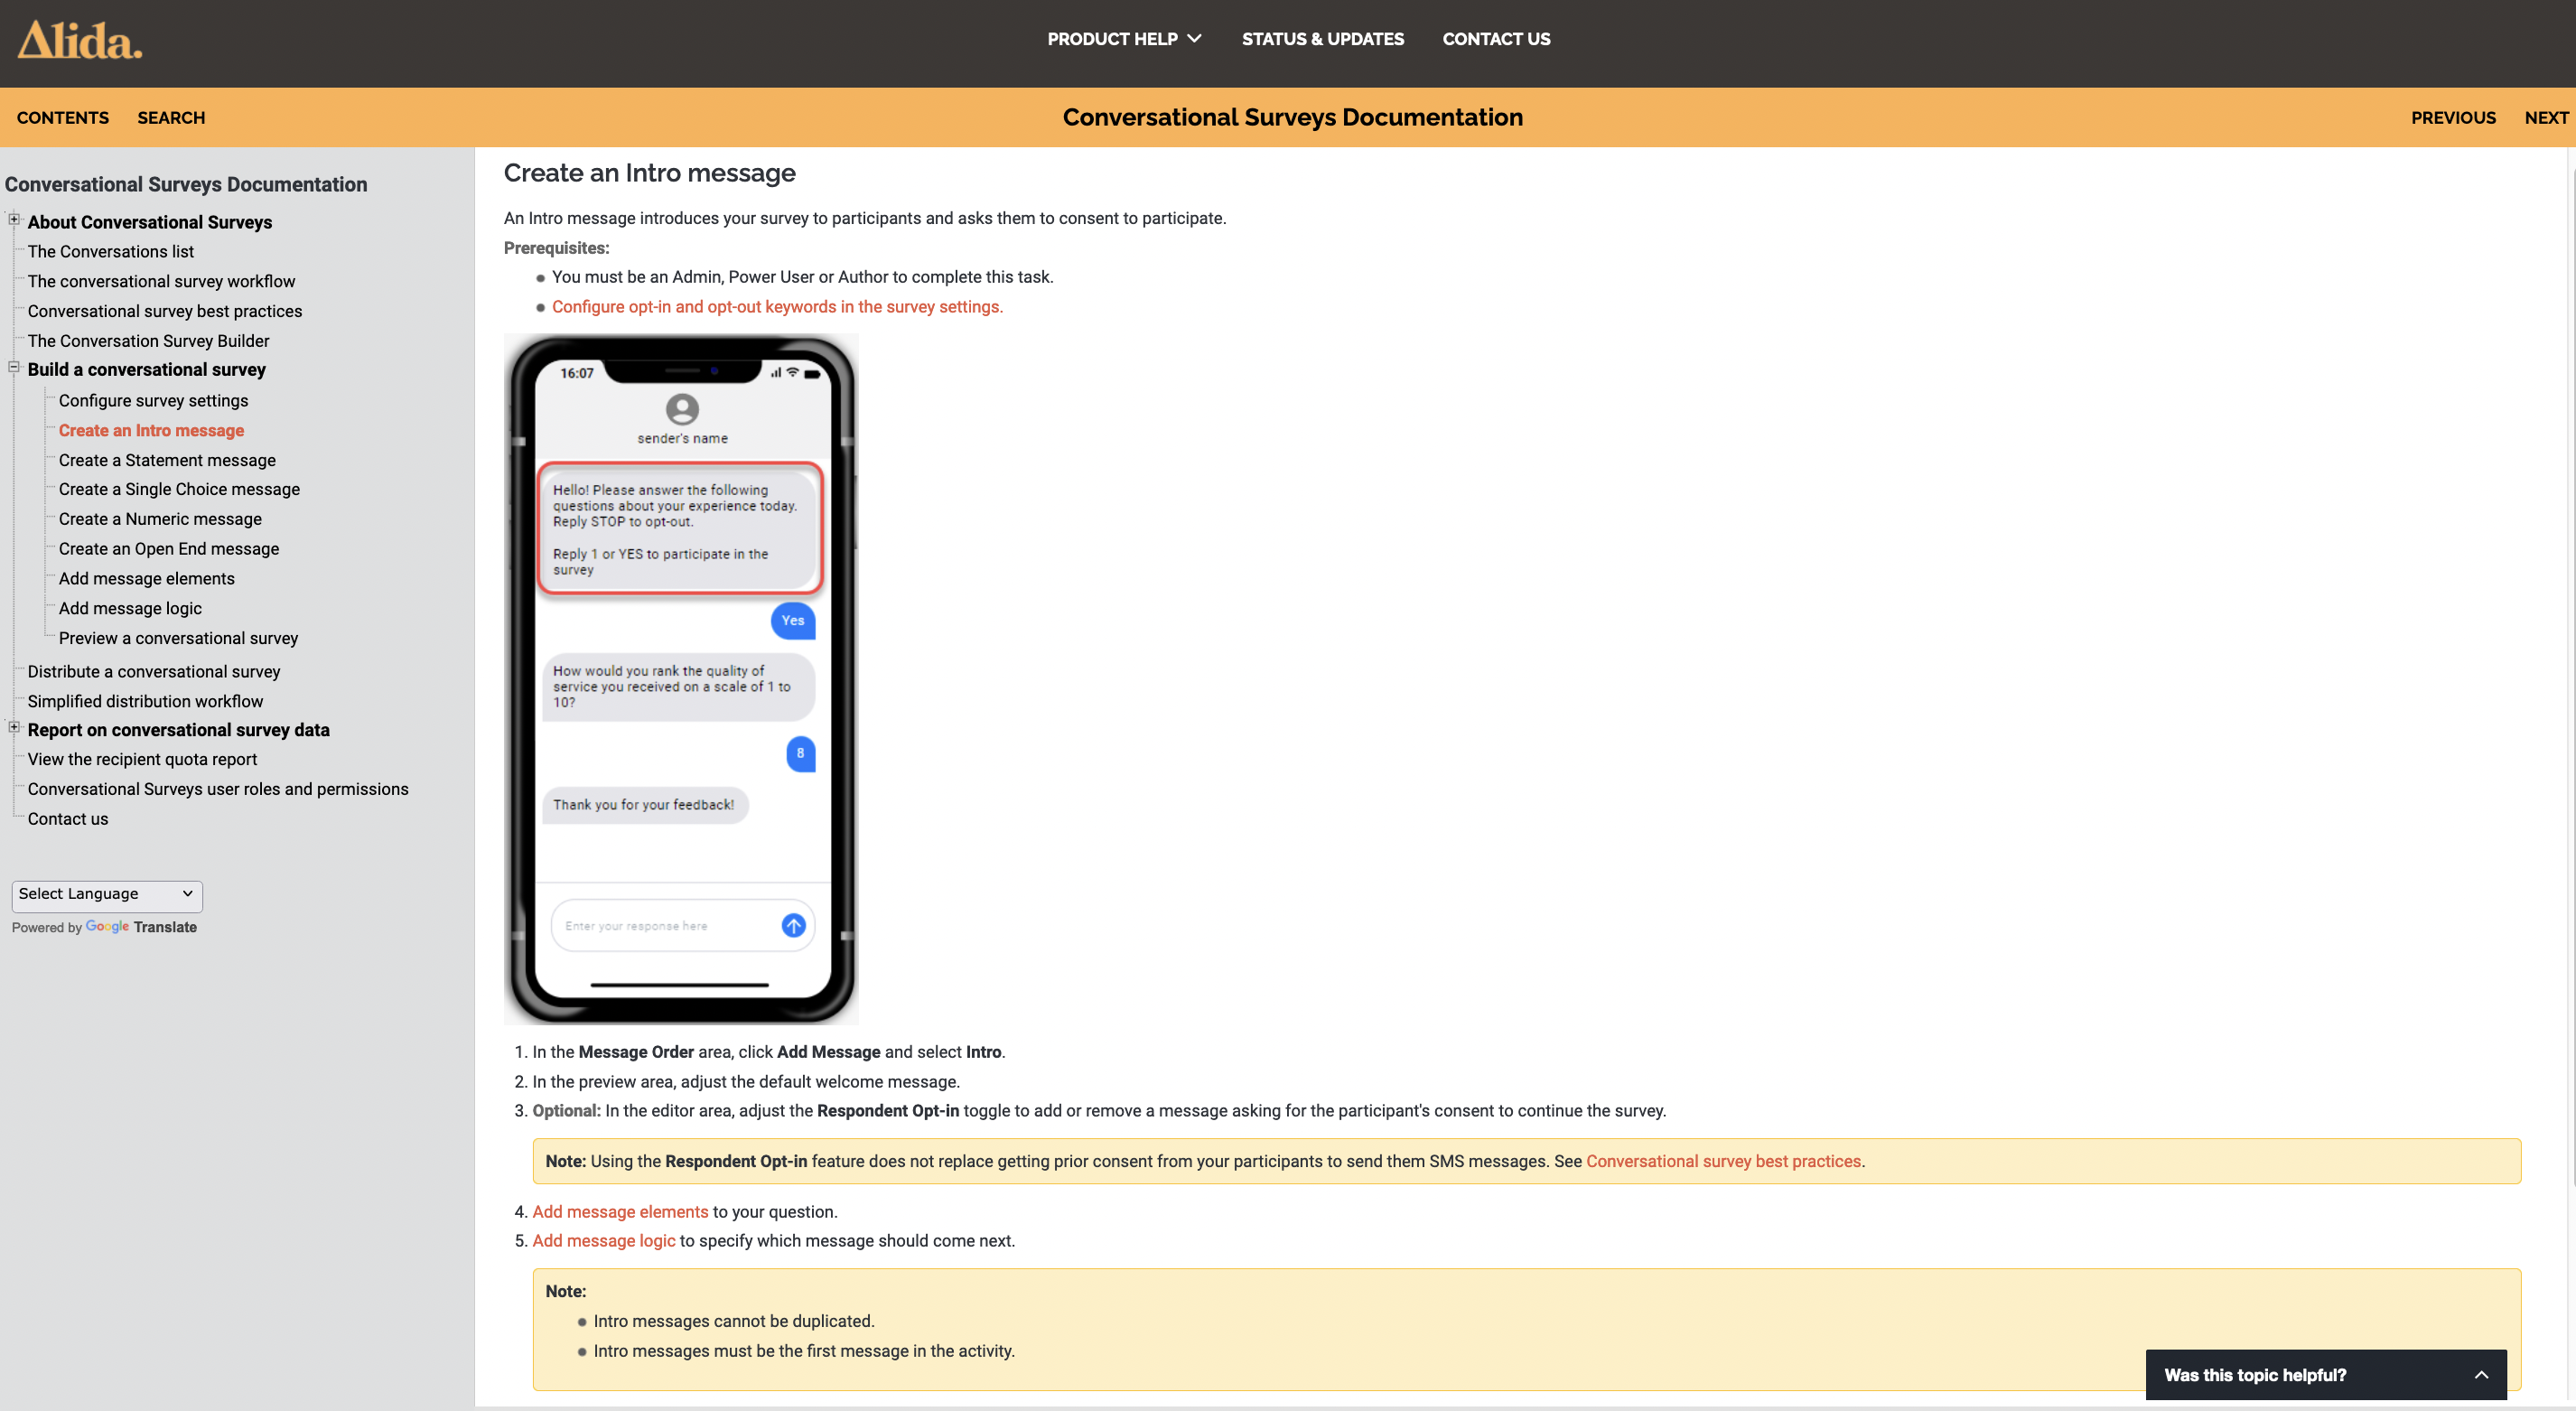 Alida.
PRODUCT HELP
STATUS & UPDATES
CONTACT US
CONTENTS
SEARCH
Conversational Surveys Documentation
PREVIOUS
NEXT
Conversational Surveys Documentation
About Conversational Surveys
The Conversations list
The conversational survey workflow
Conversational survey best practices
The Conversation Survey Builder
Build a conversational survey
Configure survey settings
Create an Intro message
Create a Statement message
Create a Single Choice message
Create a Numeric message
Create an Open End message
Add message elements
Add message logic
Preview a conversational survey
Distribute a conversational survey
Simplified distribution workflow
Report on conversational survey data
View the recipient quota report
Conversational Surveys user roles and permissions
Contact us
Select Language
Powered by Google Translate
Create an Intro message
An Intro message introduces your survey to participants and asks them to consent to participate.
Prerequisites:
You must be an Admin, Power User or Author to complete this task.
Configure opt-in and opt-out keywords in the survey settings.
16:07
sender's name
Hello! Please answer the following
questions about your experience today.
Reply STOP to opt-out.
Reply 1 or YES to participate in the
survey
Yes
How would you rank the quality of
service you received on a scale of 1 to
10?
8
Thank you for your feedback!
Enter your response here
1. In the Message Order area, click Add Message and select Intro.
2. In the preview area, adjust the default welcome message.
3. Optional: In the editor area, adjust the Respondent Opt-in toggle to add or remove a message asking for the participant's consent to continue the survey.
Note: Using the Respondent Opt-in feature does not replace getting prior consent from your participants to send them SMS messages. See Conversational survey best practices.
4. Add message elements to your question.
5. Add message logic to specify which message should come next.
Note:
Intro messages cannot be duplicated.
Intro messages must be the first message in the activity.
Was this topic helpful?